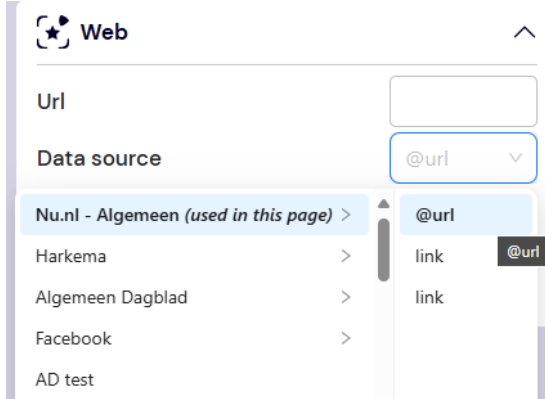 Web
Url
Data source
@url
Nu.nl - Algemeen (used in this page)
Harkema
Algemeen Dagblad
Facebook
AD test
@url
link
link
@url